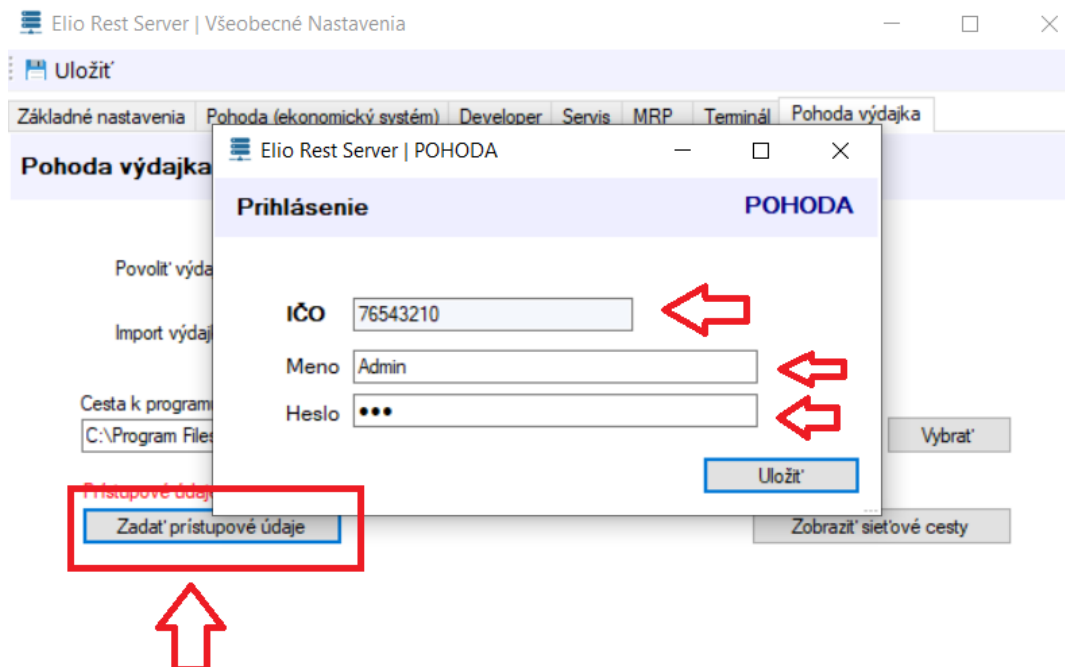 Elio Rest Server | Všeobecné Nastavenia
Uložiť
Základné nastavenia Pohoda (ekonomický systém) Developer Servis MRP Terminál Pohoda výdajka
Pohoda výdajka
Elio Rest Server | POHODA
Prihlásenie POHODA
Povoliť výda
IČO 76543210
Import výdaj
Meno Admin
Cesta k program
Heslo •••
C:\Program Files
Vybrať
Uložiť
Prístupové údaje
Zadať prístupové údaje
Zobraziť sieťové cesty